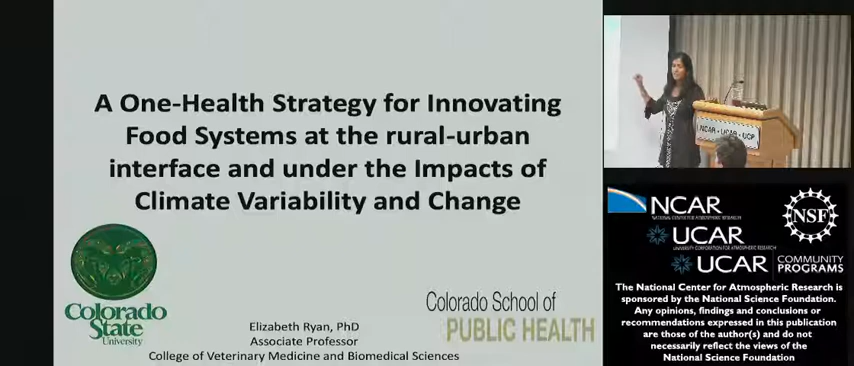 A One-Health Strategy for Innovating
Food Systems at the rural-urban
interface and under the Impacts of
Climate Variability and Change
Colorado
State
University
Elizabeth Ryan, PhD
Associate Professor
College of Veterinary Medicine and Biomedical Sciences
Colorado School of
PUBLIC HEALTH
NCAR · UCAR · UCP
NCAR
NATIONAL CENTER FOR ATMOSPHERIC RESEARCH
NSF
UCAR
UNIVERSITY CORPORATION FOR ATMOSPHERIC RESEARCH
UCAR
COMMUNITY
PROGRAMS
The National Center for Atmospheric Research is
sponsored by the National Science Foundation.
Any opinions, findings and conclusions or
recommendations expressed in this publication
are those of the author(s) and do not
necessarily reflect the views of the
National Science Foundation